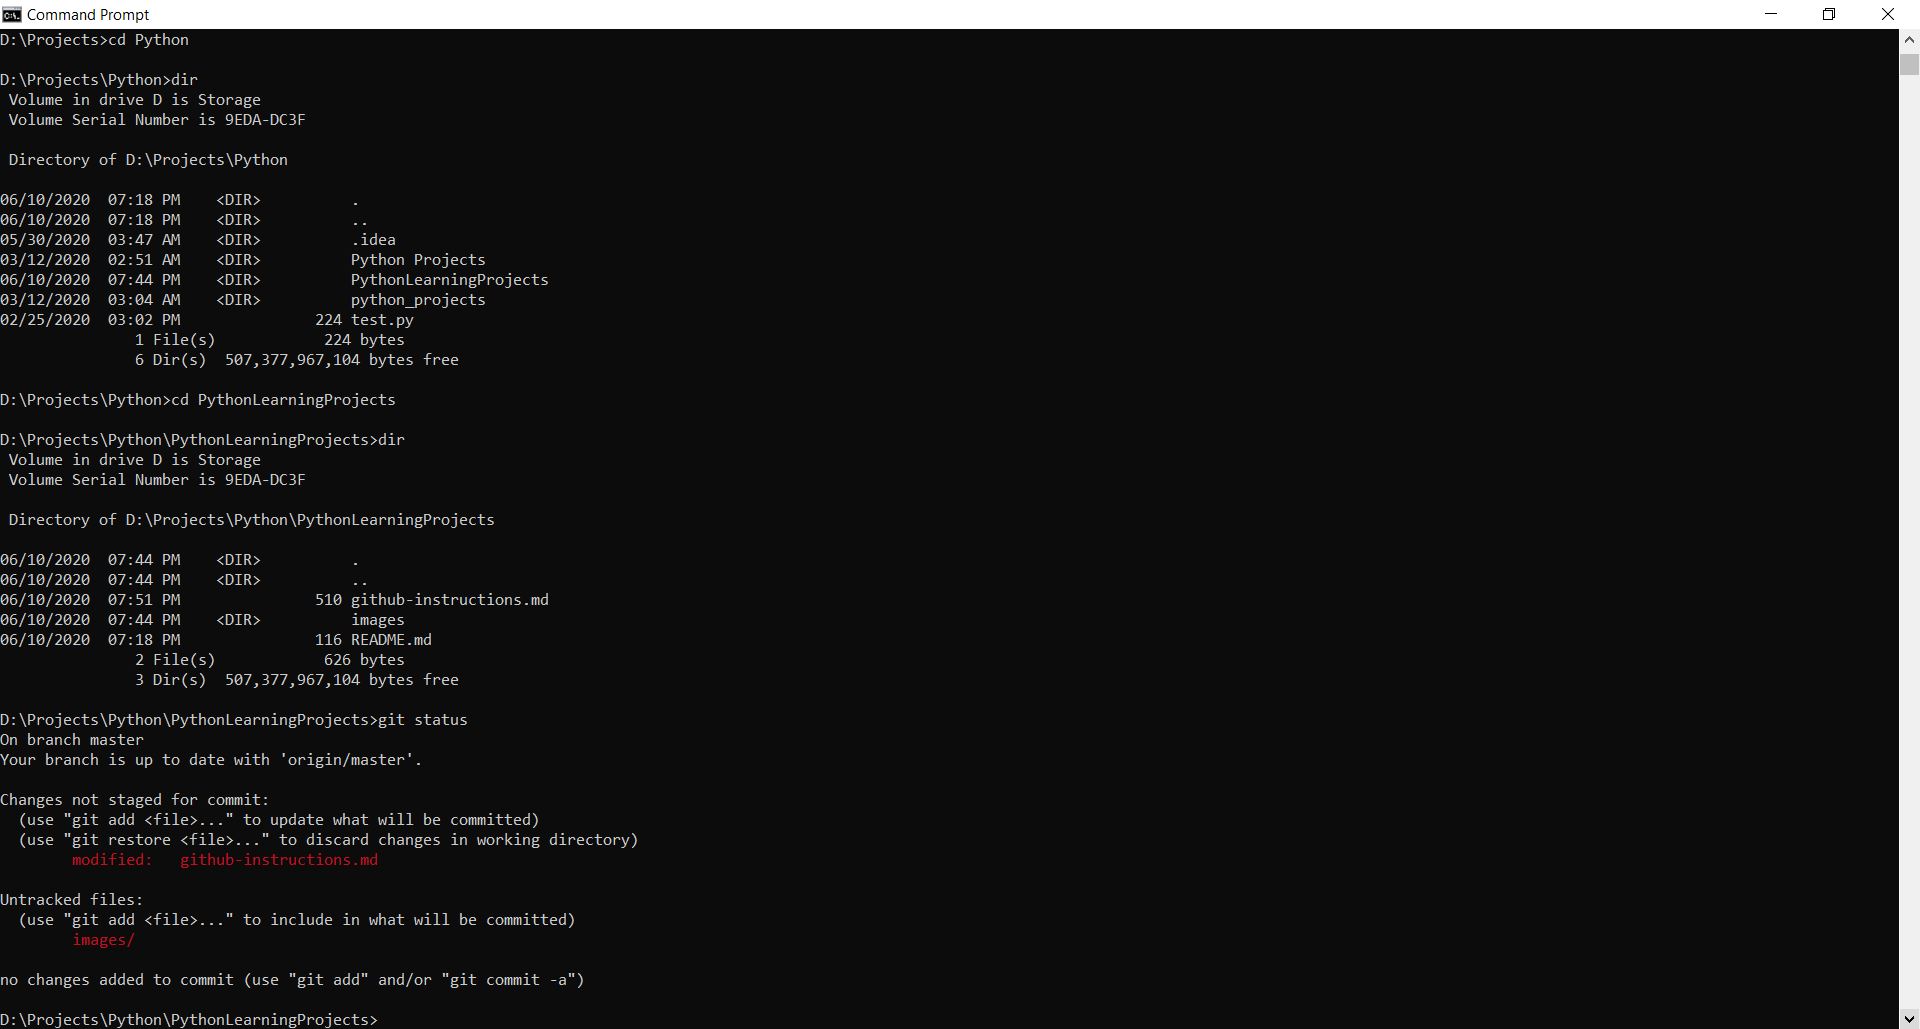 Command Prompt
D:\Projects>cd Python
D:\Projects\Python>dir
 Volume in drive D is Storage
 Volume Serial Number is 9EDA-DC3F
 Directory of D:\Projects\Python
06/10/2020  07:18 PM    <DIR>          .
06/10/2020  07:18 PM    <DIR>          ..
05/30/2020  03:47 AM    <DIR>          .idea
03/12/2020  02:51 AM    <DIR>          Python Projects
06/10/2020  07:44 PM    <DIR>          PythonLearningProjects
03/12/2020  03:04 AM    <DIR>          python_projects
02/25/2020  03:02 PM               224 test.py
               1 File(s)            224 bytes
               6 Dir(s)  507,377,967,104 bytes free
D:\Projects\Python>cd PythonLearningProjects
D:\Projects\Python\PythonLearningProjects>dir
 Volume in drive D is Storage
 Volume Serial Number is 9EDA-DC3F
 Directory of D:\Projects\Python\PythonLearningProjects
06/10/2020  07:44 PM    <DIR>          .
06/10/2020  07:44 PM    <DIR>          ..
06/10/2020  07:51 PM               510 github-instructions.md
06/10/2020  07:44 PM    <DIR>          images
06/10/2020  07:18 PM               116 README.md
               2 File(s)            626 bytes
               3 Dir(s)  507,377,967,104 bytes free
D:\Projects\Python\PythonLearningProjects>git status
On branch master
Your branch is up to date with 'origin/master'.
Changes not staged for commit:
  (use "git add <file>..." to update what will be committed)
  (use "git restore <file>..." to discard changes in working directory)
        modified:   github-instructions.md
Untracked files:
  (use "git add <file>..." to include in what will be committed)
        images/
no changes added to commit (use "git add" and/or "git commit -a")
D:\Projects\Python\PythonLearningProjects>